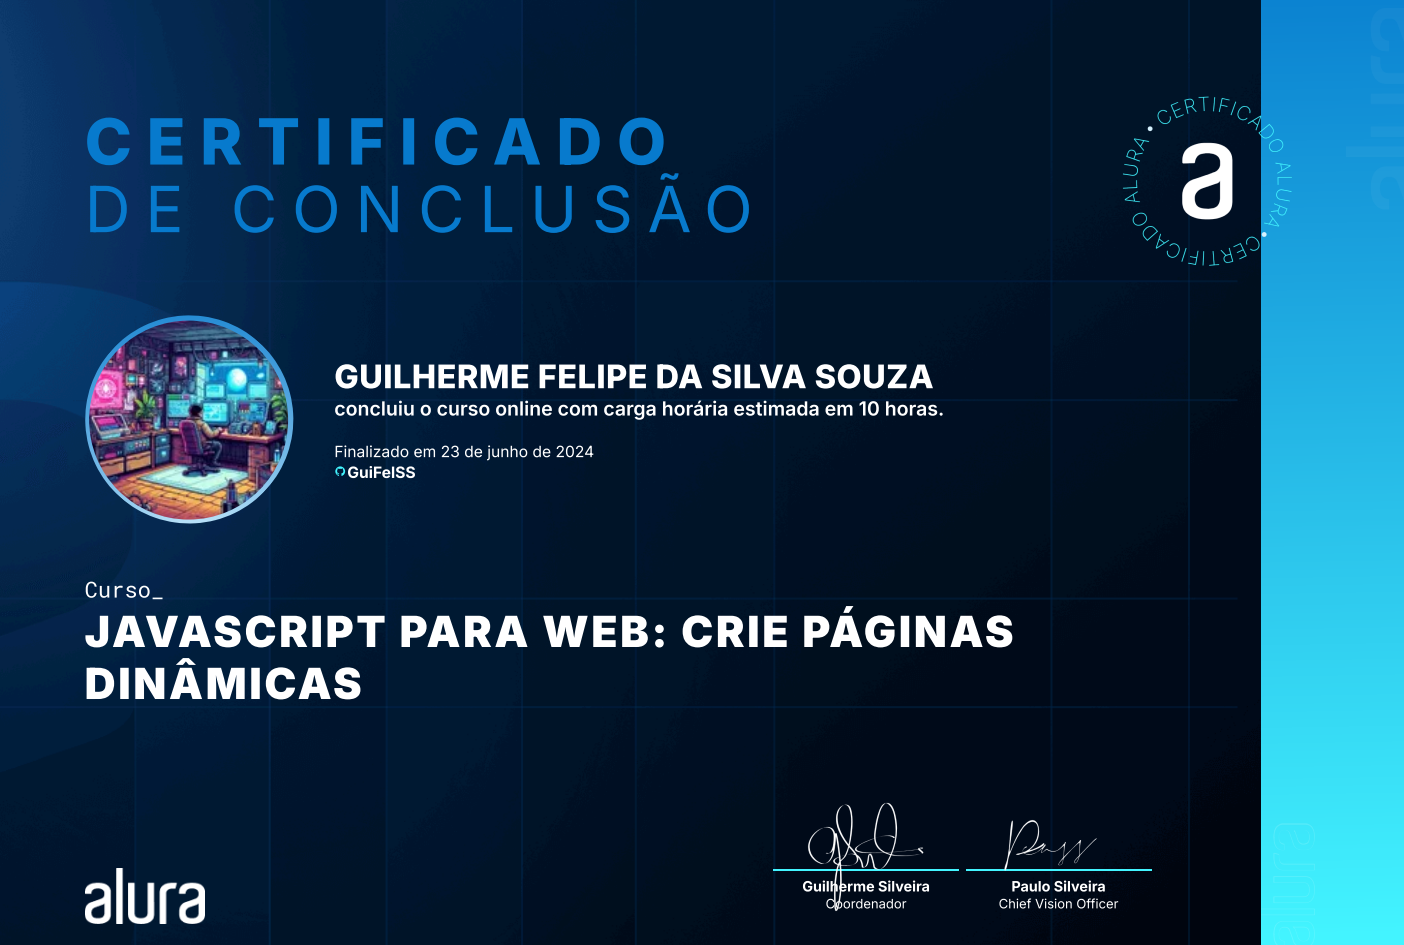 CERTIFICADO
DE CONCLUSÃO
CERTIFICADO ALURA • CERTIFICADO ALURA •
a
GUILHERME FELIPE DA SILVA SOUZA
concluiu o curso online com carga horária estimada em 10 horas.
Finalizado em 23 de junho de 2024
GuiFelSS
Curso_
JAVASCRIPT PARA WEB: CRIE PÁGINAS
DINÂMICAS
Guilherme Silveira
Coordenador
Paulo Silveira
Chief Vision Officer
alura
alura
alura